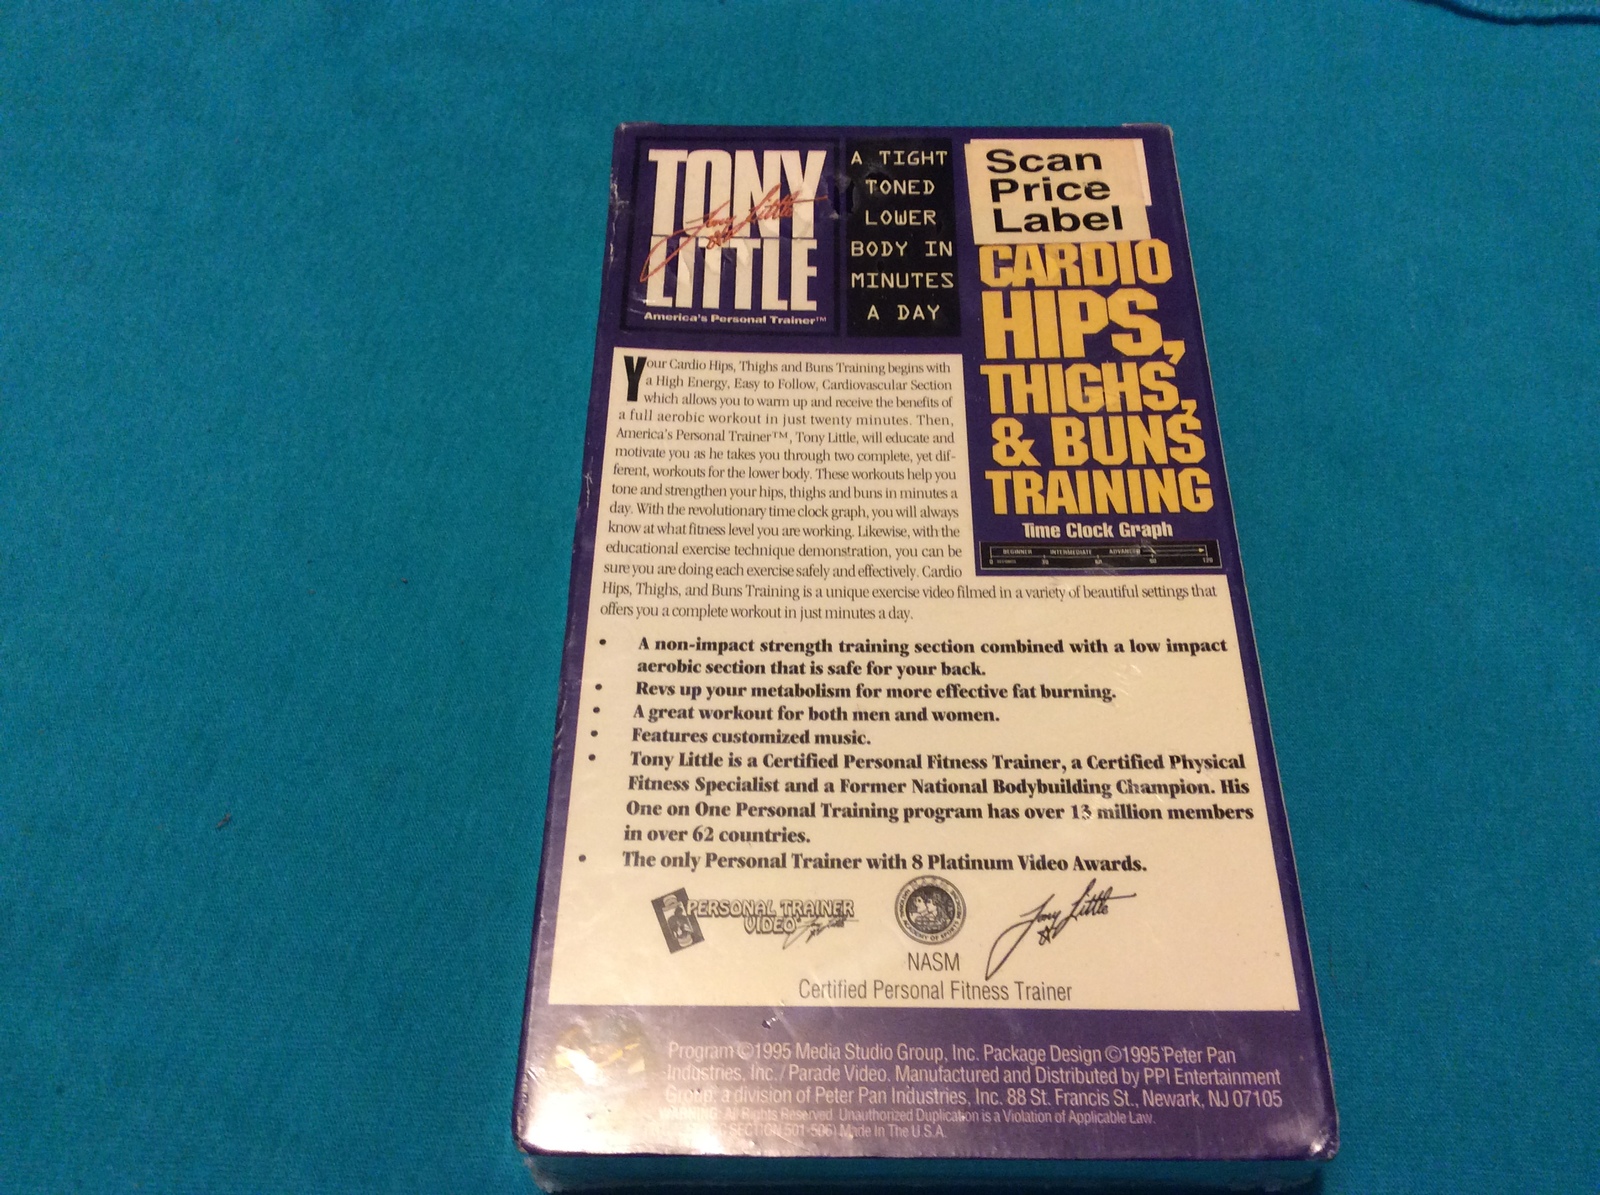 TONY
Tony Little
LITTLE
America's Personal Trainer™
A TIGHT
TONED
LOWER
BODY IN
MINUTES
A DAY
Scan
Price
Label
CARDIO
HIPS,
THIGHS,
& BUNS
TRAINING
Time Clock Graph
BEGINNER INTERMEDIATE ADVANCED
0 30 60 90 120
Your Cardio Hips, Thighs and Buns Training begins with
a High Energy, Easy to Follow, Cardiovascular Section
which allows you to warm up and receive the benefits of
a full aerobic workout in just twenty minutes. Then,
America's Personal Trainer™, Tony Little, will educate and
motivate you as he takes you through two complete, yet dif-
ferent, workouts for the lower body. These workouts help you
tone and strengthen your hips, thighs and buns in minutes a
day. With the revolutionary time clock graph, you will always
know at what fitness level you are working. Likewise, with the
educational exercise technique demonstration, you can be
sure you are doing each exercise safely and effectively. Cardio
Hips, Thighs, and Buns Training is a unique exercise video filmed in a variety of beautiful settings that
offers you a complete workout in just minutes a day.
• A non-impact strength training section combined with a low impact
aerobic section that is safe for your back.
• Revs up your metabolism for more effective fat burning.
• A great workout for both men and women.
• Features customized music.
• Tony Little is a Certified Personal Fitness Trainer, a Certified Physical
Fitness Specialist and a Former National Bodybuilding Champion. His
One on One Personal Training program has over 13 million members
in over 62 countries.
• The only Personal Trainer with 8 Platinum Video Awards.
PERSONAL TRAINER
VIDEO
Tony Little
NASM
Certified Personal Fitness Trainer
Program ©1995 Media Studio Group, Inc. Package Design ©1995 Peter Pan
Industries, Inc./ Parade Video. Manufactured and Distributed by PPI Entertainment
Group, a division of Peter Pan Industries, Inc. 88 St. Francis St., Newark, NJ 07105
WARNING: All Rights Reserved. Unauthorized Duplication is a Violation of Applicable Law.
SECTION 501-506) Made In The U.S.A.